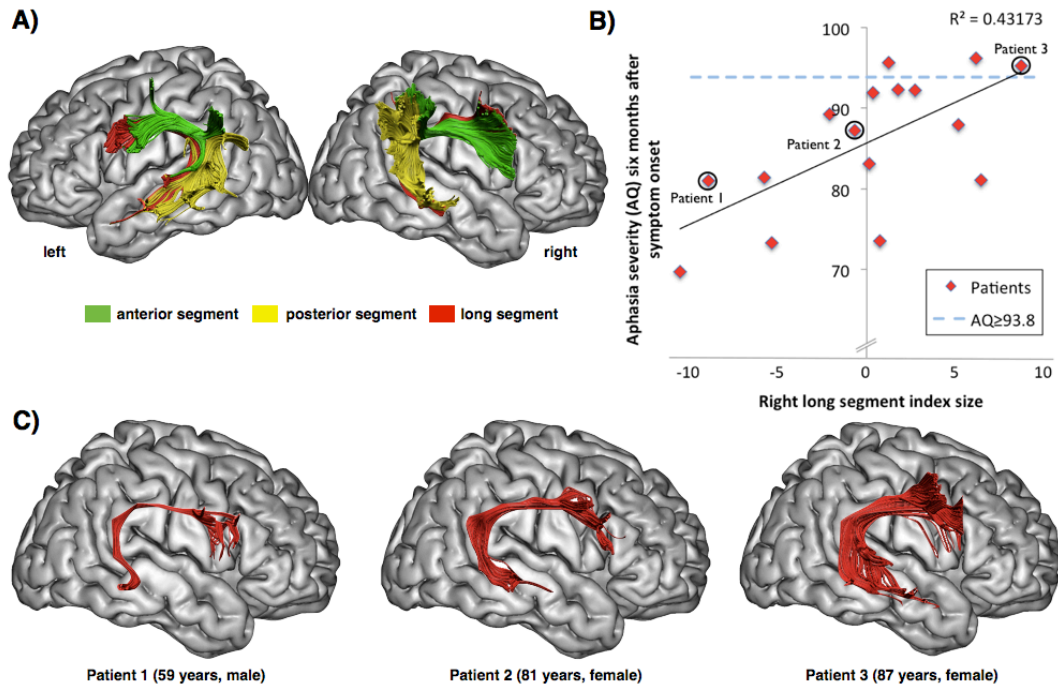 A)
left
right
anterior segment
posterior segment
long segment
B)
R² = 0.43173
Aphasia severity (AQ) six months after
symptom onset
100
90
80
70
Patient 3
Patient 2
Patient 1
Patients
AQ≥93.8
-10
-5
0
5
10
Right long segment index size
C)
Patient 1 (59 years, male)
Patient 2 (81 years, female)
Patient 3 (87 years, female)